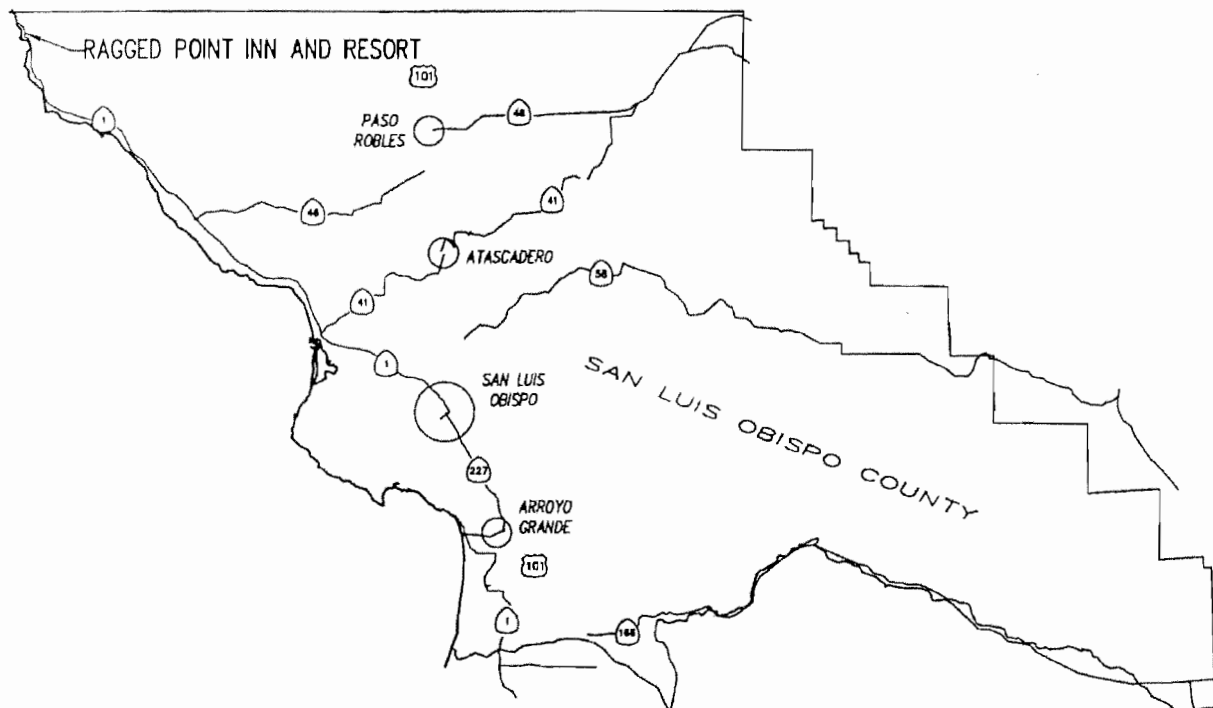 RAGGED POINT INN AND RESORT
101
1
PASO
ROBLES
46
46
41
ATASCADERO
58
41
1
SAN LUIS
OBISPO
SAN LUIS OBISPO COUNTY
227
ARROYO
GRANDE
101
1
166